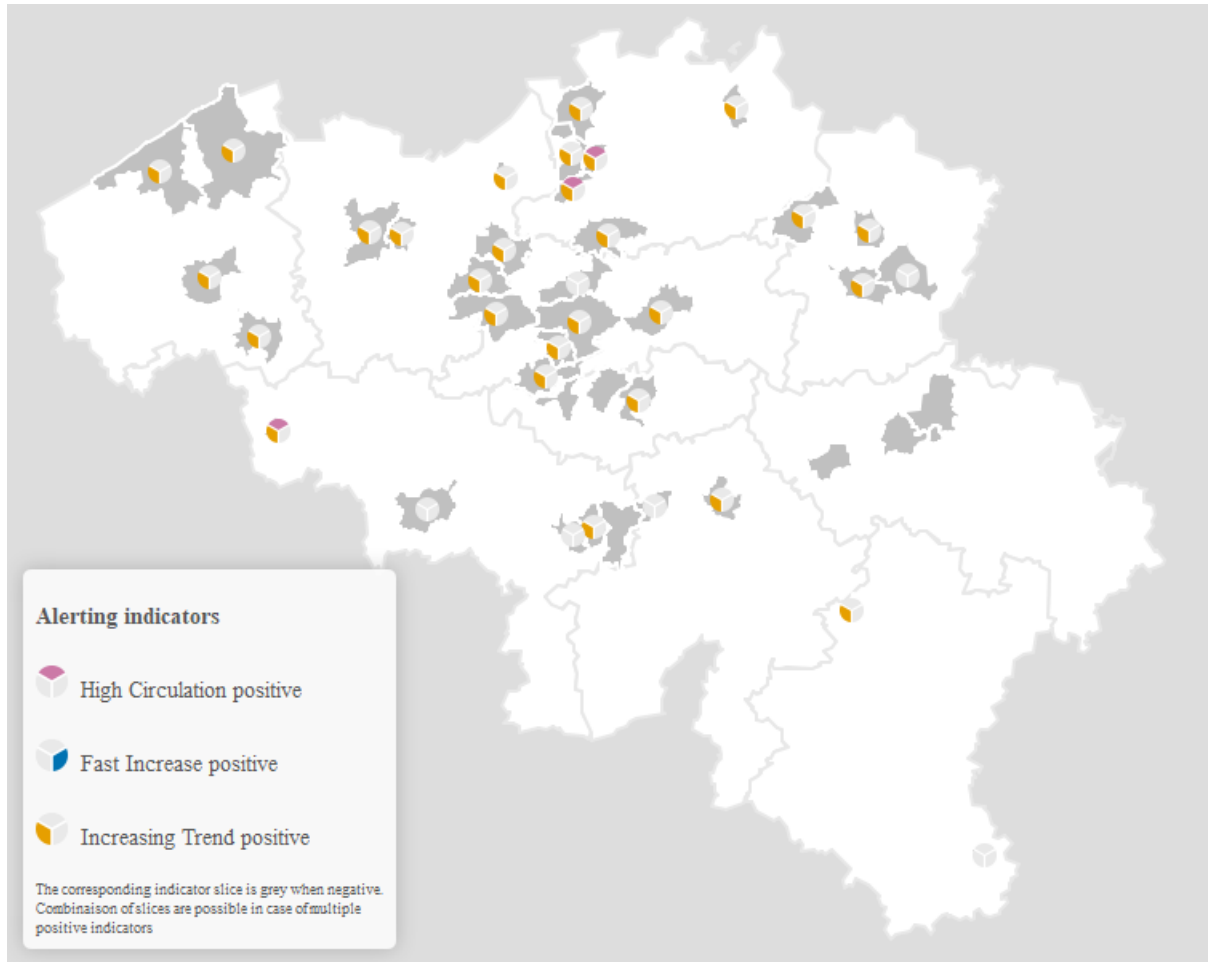 Alerting indicators
High Circulation positive
Fast Increase positive
Increasing Trend positive
The corresponding indicator slice is grey when negative.
Combinaison of slices are possible in case of multiple
positive indicators